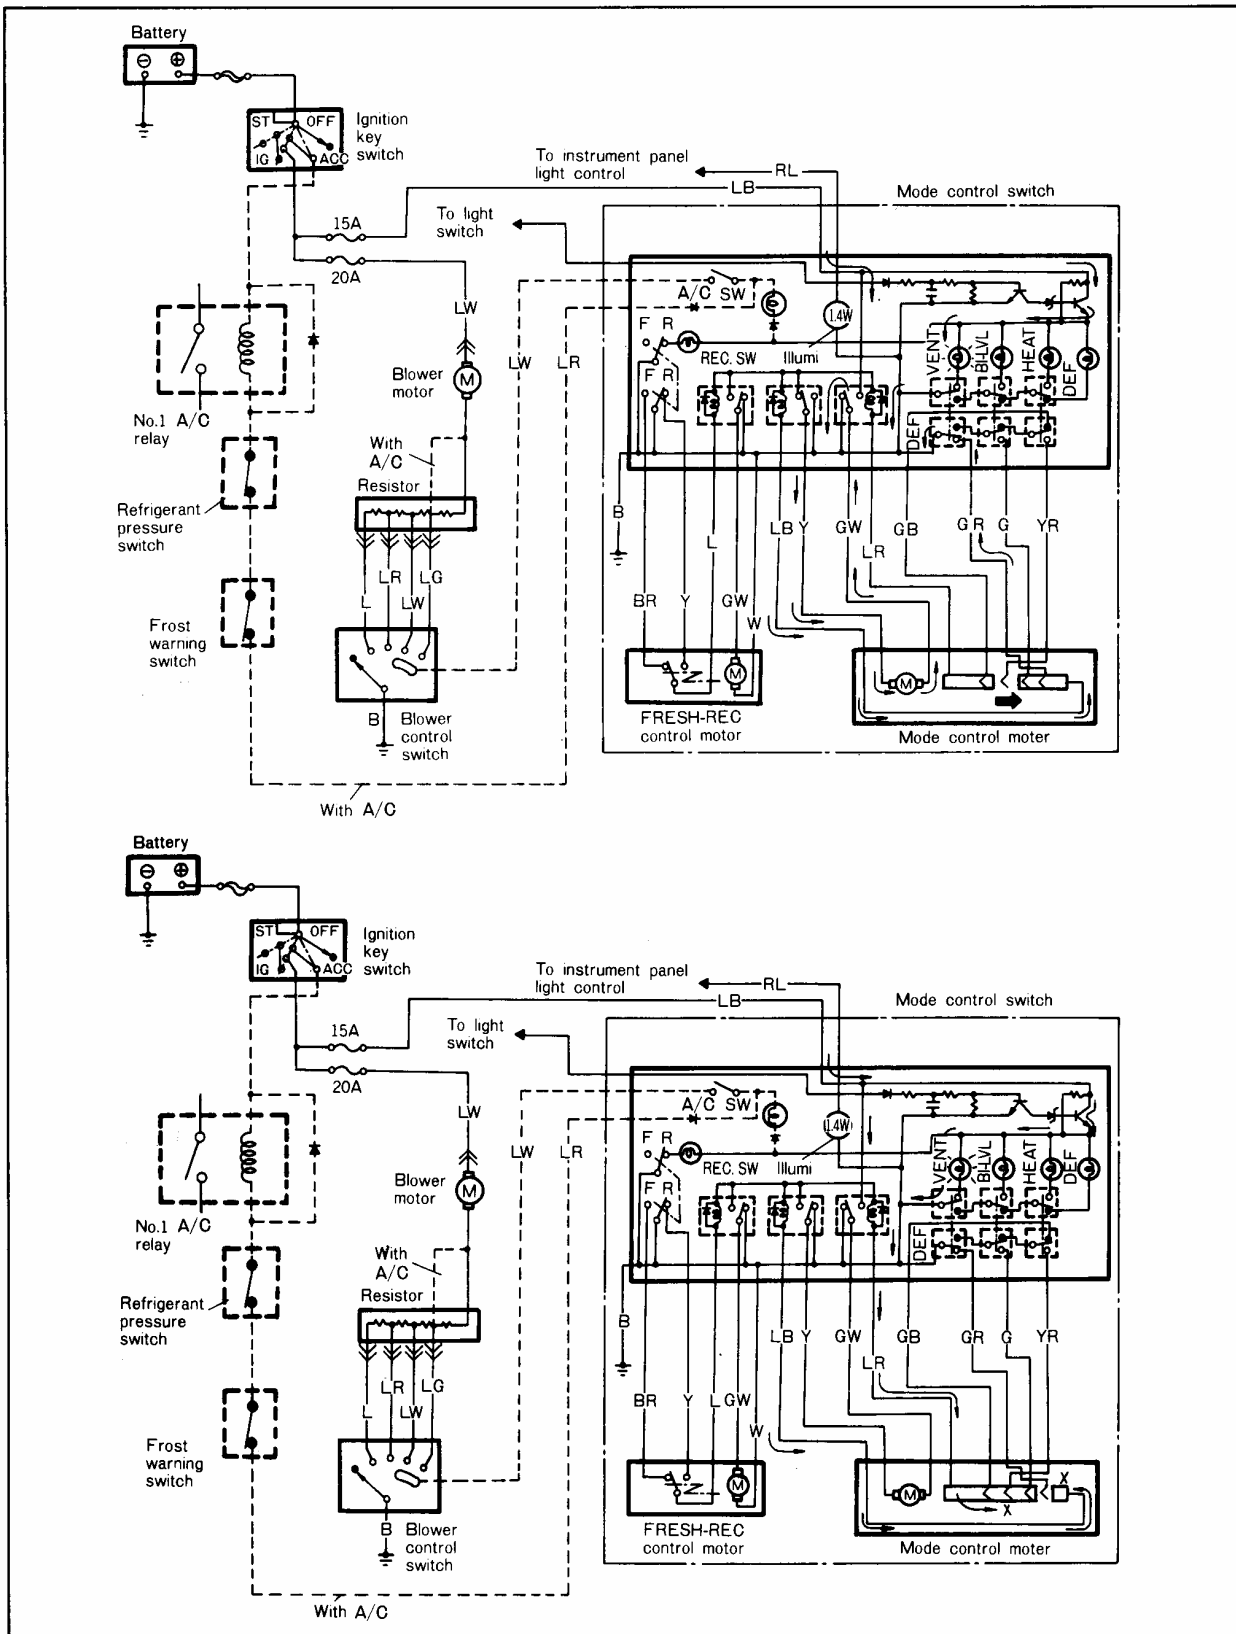 Battery
ST OFF
IG ACC
Ignition
key
switch
To instrument panel
light control
RL
LB
Mode control switch
15A
20A
To light
switch
LW
A/C SW
1.4W
F R
REC. SW
Illumi
VENT
BI-LVL
HEAT
DEF
F R
DEF
LW
LR
Blower
motor
M
No.1 A/C
relay
With
A/C
Resistor
Refrigerant
pressure
switch
B
L
LB Y
GW
LR
GB
GR
G
YR
L
LR
LW
LG
BR
Y
GW
W
Frost
warning
switch
M
M
B
Blower
control
switch
FRESH-REC
control motor
Mode control moter
With A/C
Battery
ST OFF
IG ACC
Ignition
key
switch
To instrument panel
light control
RL
LB
Mode control switch
15A
20A
To light
switch
LW
A/C SW
1.4W
F R
REC. SW
Illumi
VENT
BI-LVL
HEAT
DEF
F R
DEF
LW
LR
Blower
motor
M
No.1 A/C
relay
With
A/C
Resistor
Refrigerant
pressure
switch
B
LB Y
GW
LR
GB
GR
G
YR
L
LR
LW
LG
BR
Y
L
GW
W
Frost
warning
switch
M
M
X
X
B
Blower
control
switch
FRESH-REC
control motor
Mode control moter
With A/C